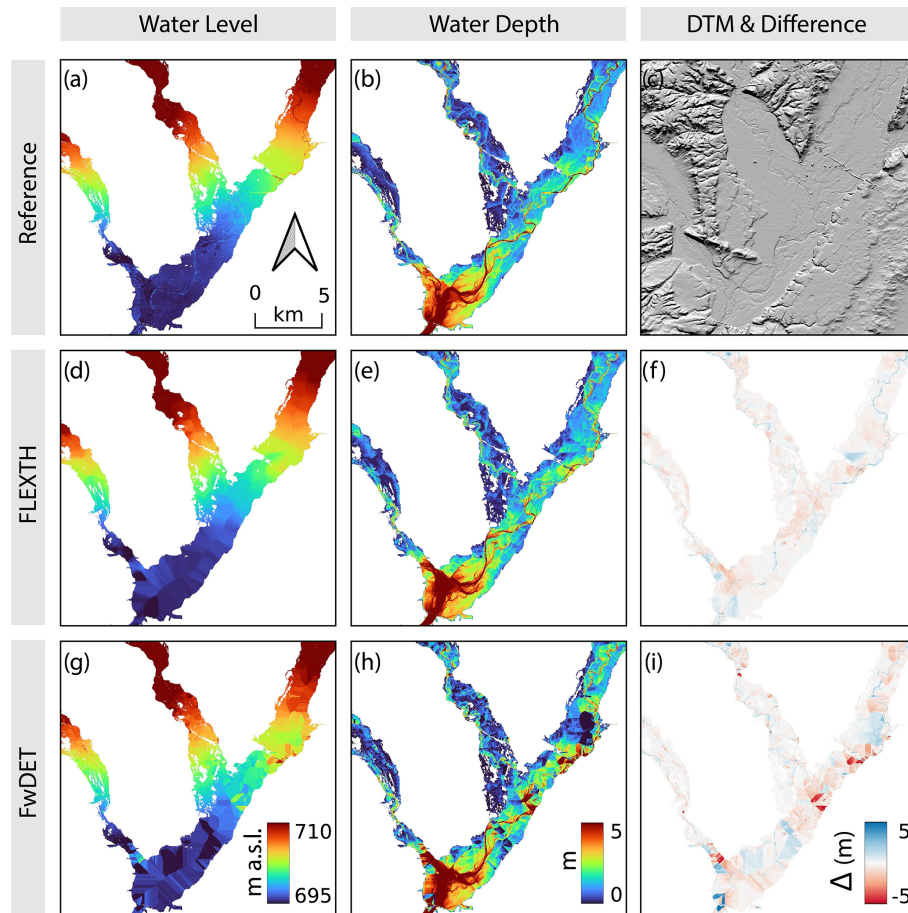 Water Level
Water Depth
DTM & Difference
Reference
(a)
(b)
(c)
0 5
km
FLEXTH
(d)
(e)
(f)
FwDET
(g)
(h)
(i)
m a.s.l.
710
695
m
5
0
Δ (m)
5
-5